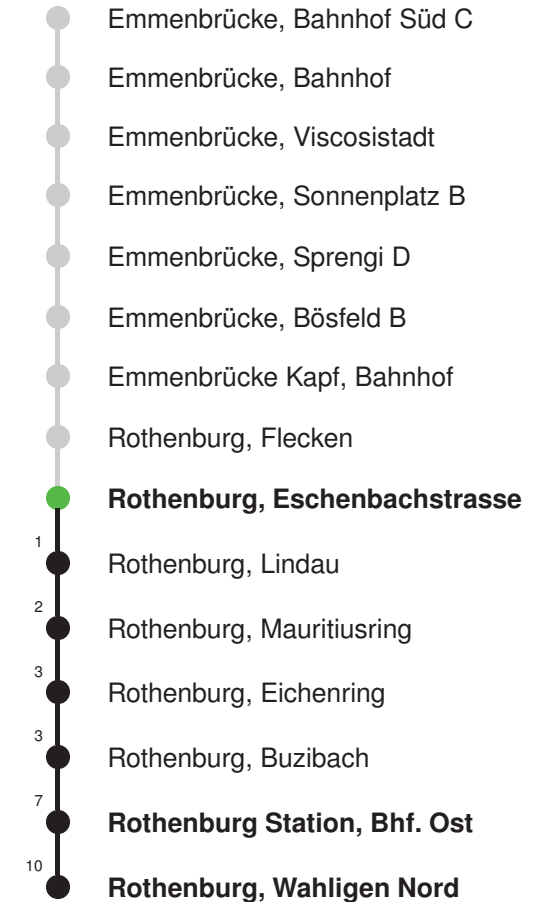 Emmenbrücke, Bahnhof Süd C
Emmenbrücke, Bahnhof
Emmenbrücke, Viscosistadt
Emmenbrücke, Sonnenplatz B
Emmenbrücke, Sprengi D
Emmenbrücke, Bösfeld B
Emmenbrücke Kapf, Bahnhof
Rothenburg, Flecken
Rothenburg, Eschenbachstrasse
1 Rothenburg, Lindau
2 Rothenburg, Mauritiusring
3 Rothenburg, Eichenring
3 Rothenburg, Buzibach
7 Rothenburg Station, Bhf. Ost
10 Rothenburg, Wahligen Nord